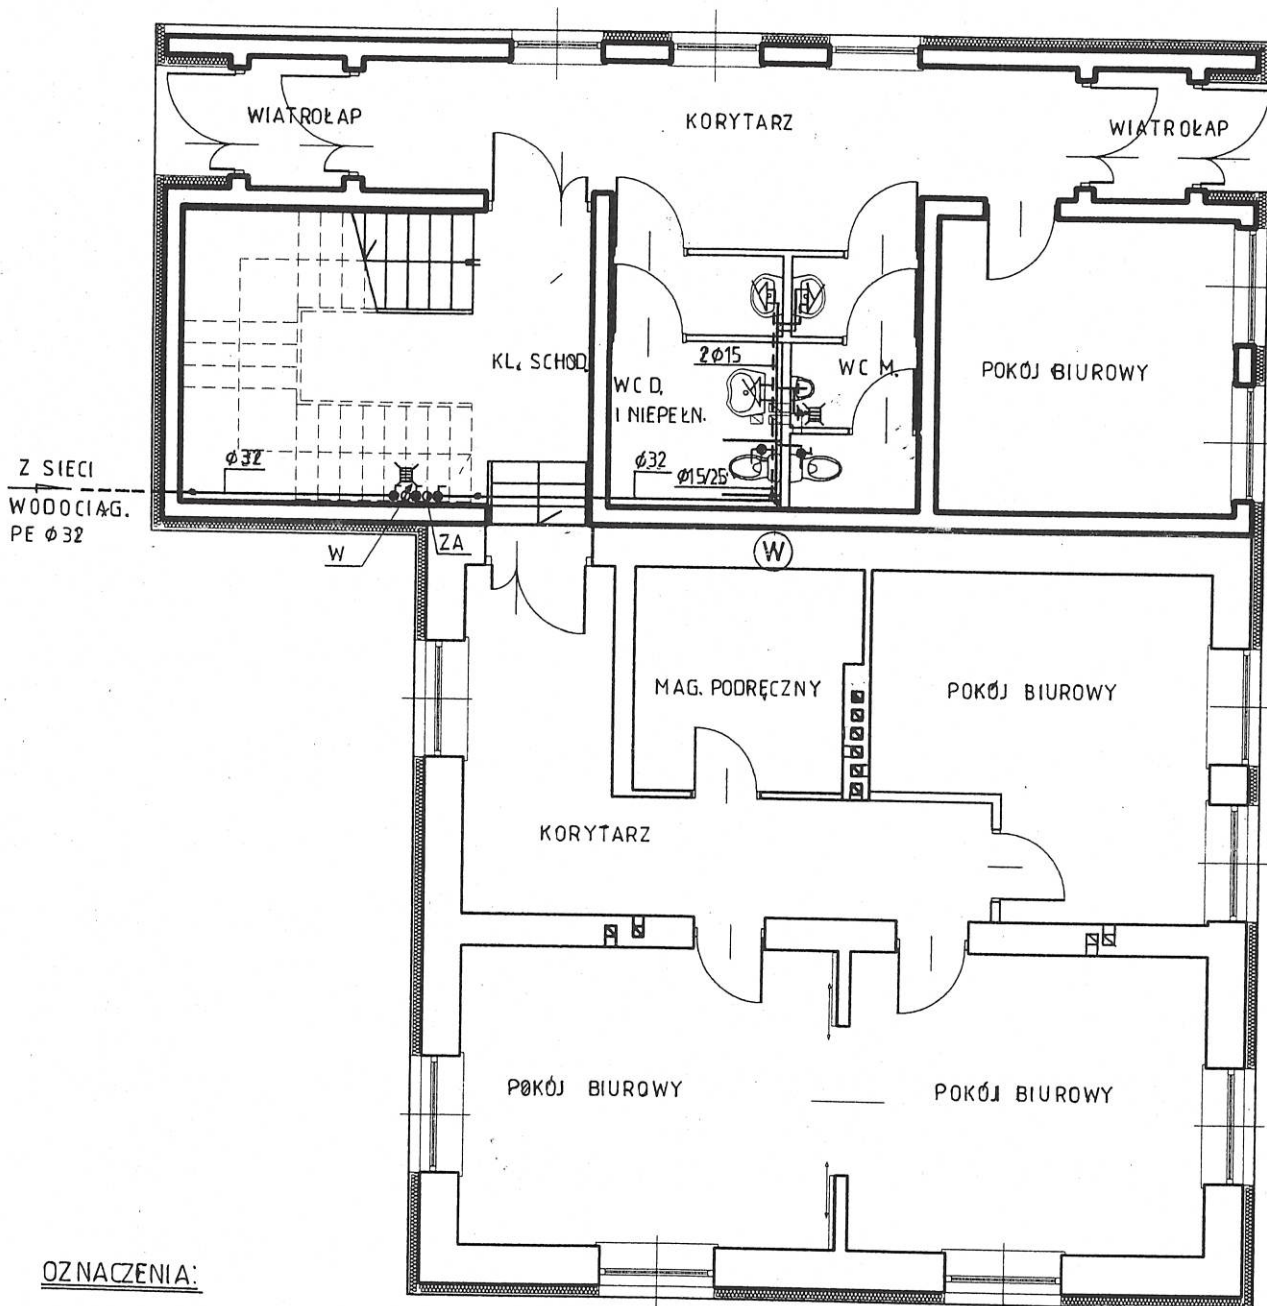 WIATROŁAP
KORYTARZ
WIATROŁAP
KL. SCHOD.
2Ø15
WC D.
I NIEPEŁN.
WC M.
POKÓJ BIUROWY
Z SIECI
WODOCIĄG.
PE Ø32
Ø32
Ø32
Ø15/25
W
ZA
W
MAG. PODRĘCZNY
POKÓJ BIUROWY
KORYTARZ
POKÓJ BIUROWY
POKÓJ BIUROWY
OZNACZENIA: